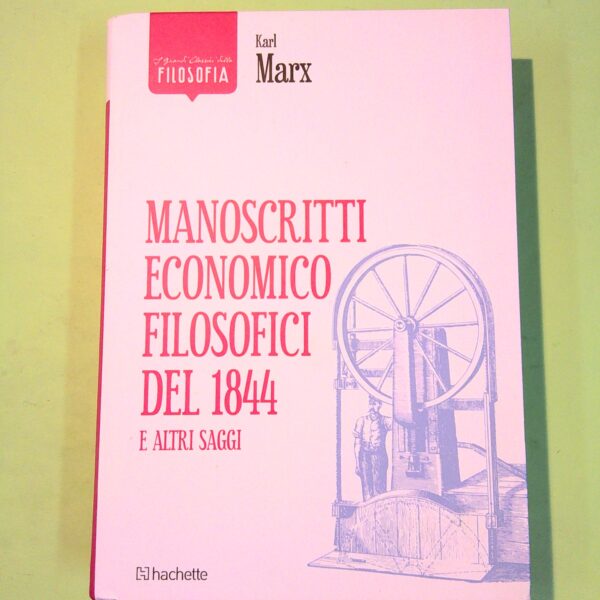 I Grandi Classici della
FILOSOFIA
Karl
Marx
MANOSCRITTI
ECONOMICO
FILOSOFICI
DEL 1844
E ALTRI SAGGI
hachette